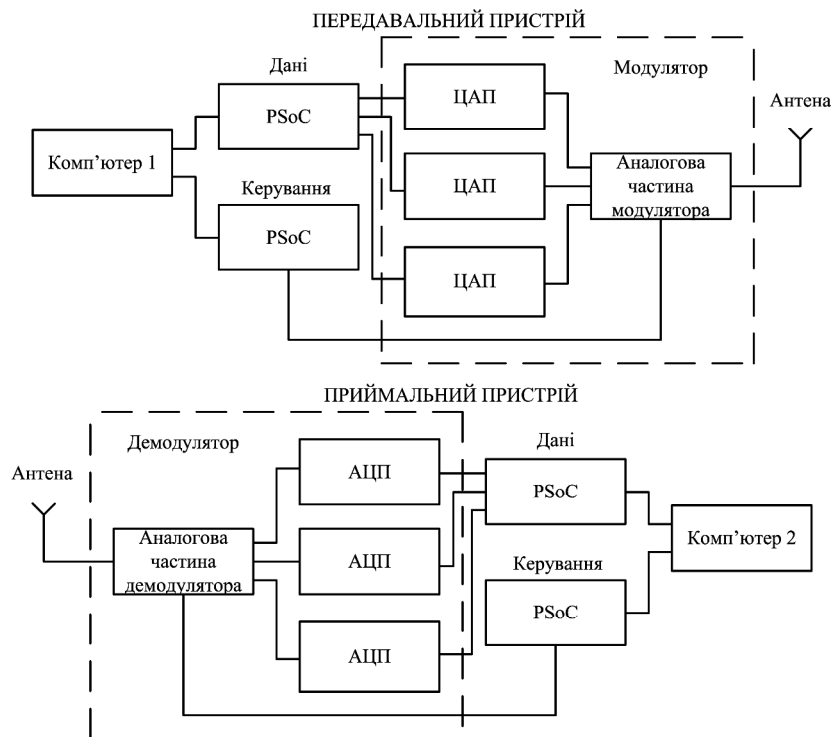 ПЕРЕДАВАЛЬНИЙ ПРИСТРІЙ
Дані
Модулятор
PSoC
ЦАП
Антена
Комп’ютер 1
Керування
PSoC
ЦАП
Аналогова
частина
модулятора
ЦАП
ПРИЙМАЛЬНИЙ ПРИСТРІЙ
Демодулятор
Дані
Антена
АЦП
PSoC
Аналогова
частина
демодулятора
АЦП
Комп’ютер 2
Керування
PSoC
АЦП